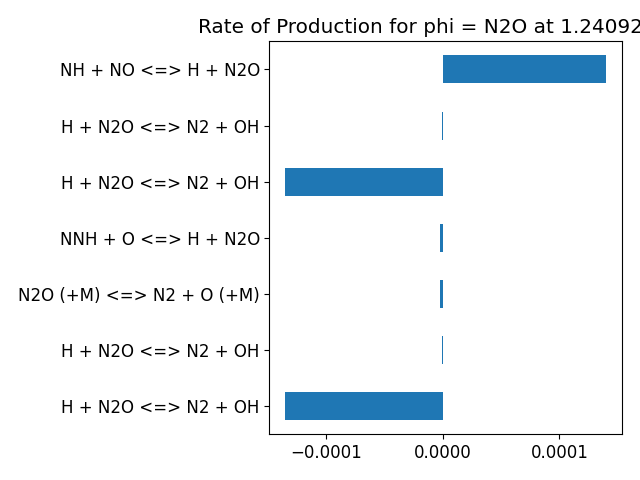 Rate of Production for phi = N2O at 1.24092
NH + NO <=> H + N2O
H + N2O <=> N2 + OH
H + N2O <=> N2 + OH
NNH + O <=> H + N2O
N2O (+M) <=> N2 + O (+M)
H + N2O <=> N2 + OH
H + N2O <=> N2 + OH
−0.0001 0.0000 0.0001